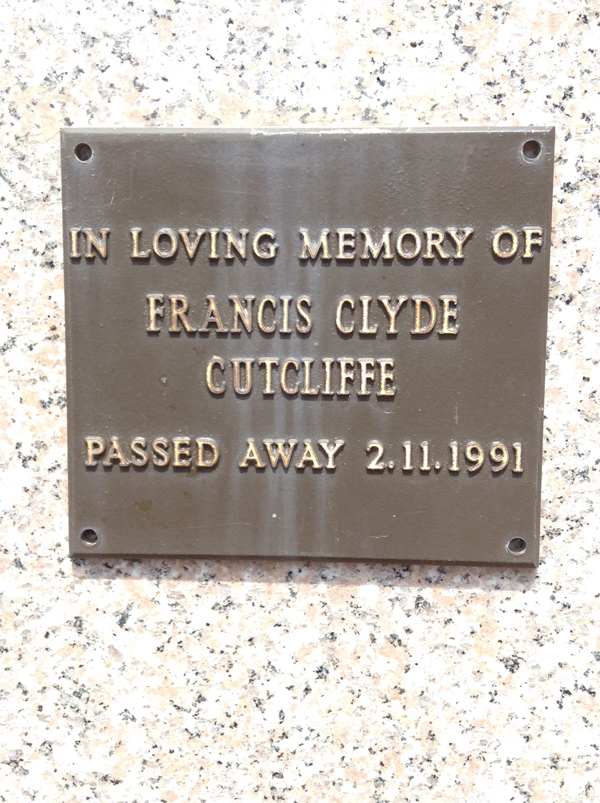 IN LOVING MEMORY OF
FRANCIS CLYDE
CUTCLIFFE
PASSED AWAY 2.11.1991